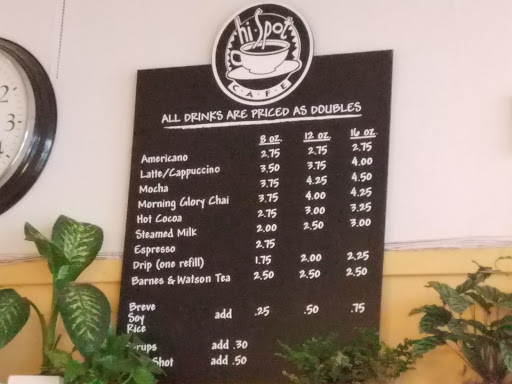 hi·Spot
C·A·F·E
ALL DRINKS ARE PRICED AS DOUBLES
8 oz. 12 oz. 16 oz.
Americano 2.75 2.75 2.75
Latte/Cappuccino 3.50 3.75 4.00
Mocha 3.75 4.25 4.50
Morning Glory Chai 3.75 4.00 4.25
Hot Cocoa 2.75 3.00 3.25
Steamed Milk 2.00 2.50 3.00
Espresso 2.75
Drip (one refill) 1.75 2.00 2.25
Barnes & Watson Tea 2.50 2.50 2.50
Breve
Soy add .25 .50 .75
Rice
add .30
Shot add .50
2
3
4
5